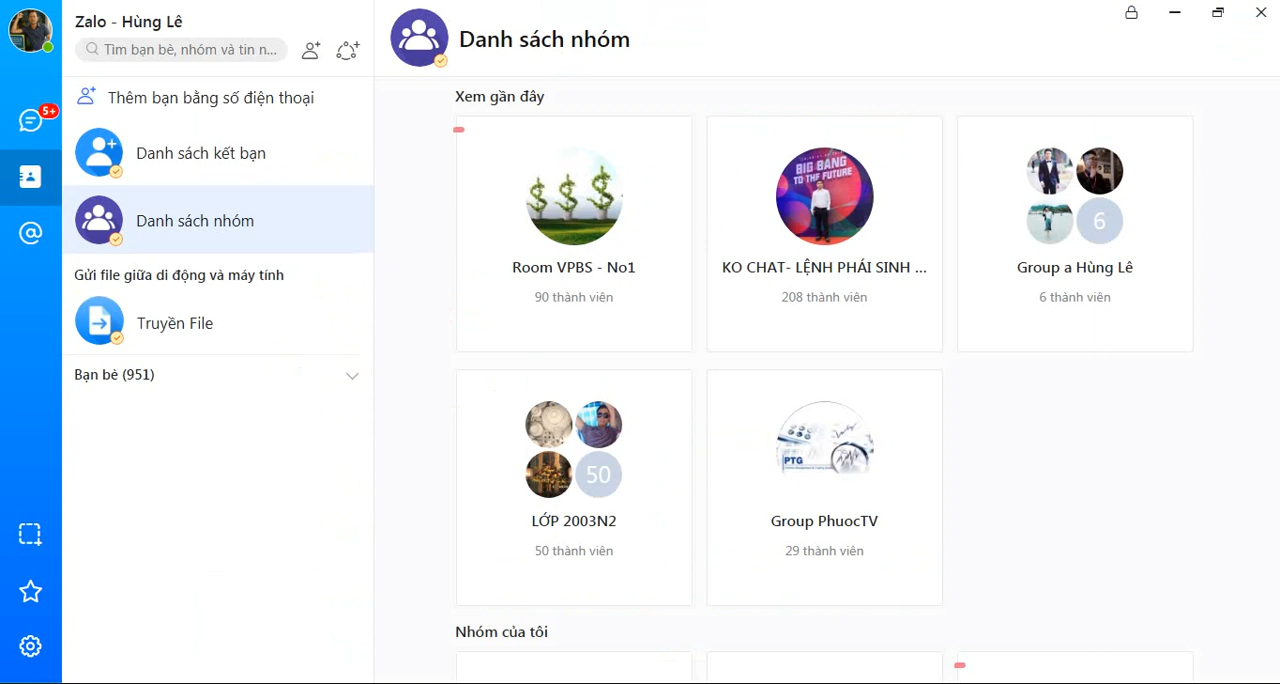 Zalo - Hùng Lê
Tìm bạn bè, nhóm và tin n...
5+
Thêm bạn bằng số điện thoại
Danh sách kết bạn
Danh sách nhóm
Gửi file giữa di động và máy tính
Truyền File
Bạn bè (951)
Danh sách nhóm
Xem gần đây
Room VPBS - No1
90 thành viên
BIG BANG
TO THE FUTURE
KO CHAT- LỆNH PHÁI SINH ...
208 thành viên
6
Group a Hùng Lê
6 thành viên
50
LỚP 2003N2
50 thành viên
PTG
Group PhuocTV
29 thành viên
Nhóm của tôi